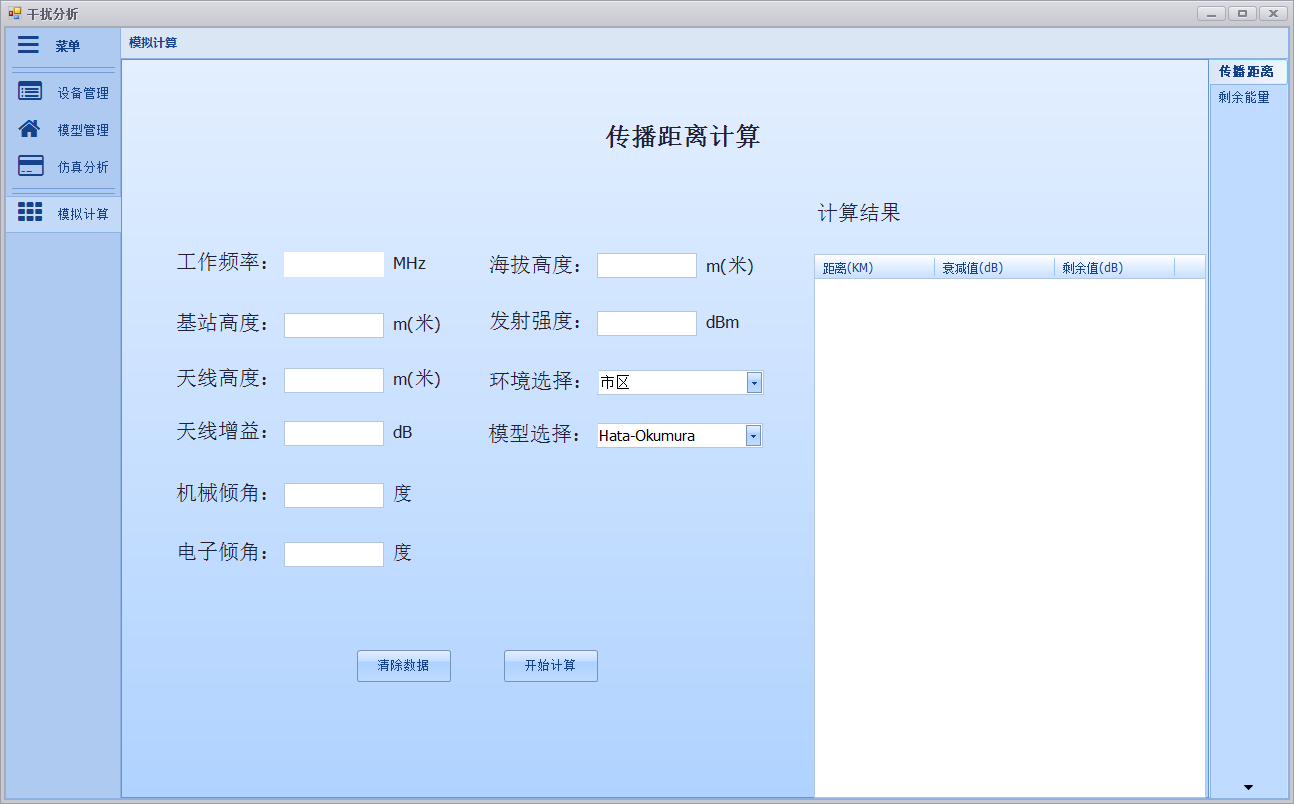 干扰分析
菜单
设备管理
模型管理
仿真分析
模拟计算
模拟计算
传播距离计算
工作频率： MHz
基站高度： m(米)
天线高度： m(米)
天线增益： dB
机械倾角： 度
电子倾角： 度
海拔高度： m(米)
发射强度： dBm
环境选择： 市区
模型选择： Hata-Okumura
清除数据
开始计算
计算结果
距离(KM) 衰减值(dB) 剩余值(dB)
传播距离
剩余能量